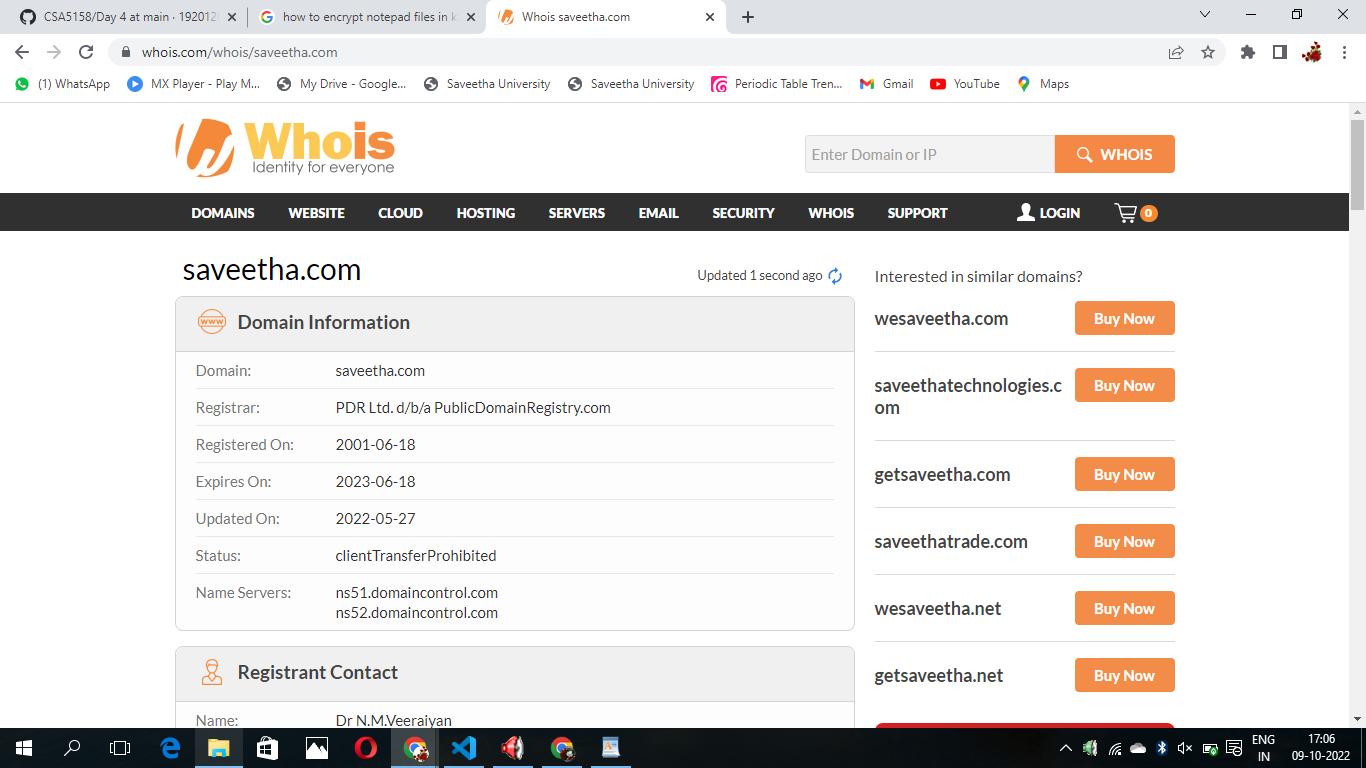 CSA5158/Day 4 at main · 192012
how to encrypt notepad files in k
Whois saveetha.com
whois.com/whois/saveetha.com
(1) WhatsApp
MX Player - Play M...
My Drive - Google...
Saveetha University
Saveetha University
Periodic Table Tren...
Gmail
YouTube
Maps
Whois
Identity for everyone
Enter Domain or IP
WHOIS
DOMAINS WEBSITE CLOUD HOSTING SERVERS EMAIL SECURITY WHOIS SUPPORT LOGIN 0
saveetha.com
Updated 1 second ago
www
Domain Information
Domain: saveetha.com
Registrar: PDR Ltd. d/b/a PublicDomainRegistry.com
Registered On: 2001-06-18
Expires On: 2023-06-18
Updated On: 2022-05-27
Status: clientTransferProhibited
Name Servers: ns51.domaincontrol.com
ns52.domaincontrol.com
Registrant Contact
Name: Dr N.M.Veeraiyan
Interested in similar domains?
wesaveetha.com Buy Now
saveethatechnologies.c Buy Now
om
getsaveetha.com Buy Now
saveethatrade.com Buy Now
wesaveetha.net Buy Now
getsaveetha.net Buy Now
ENG
IN
17:06
09-10-2022